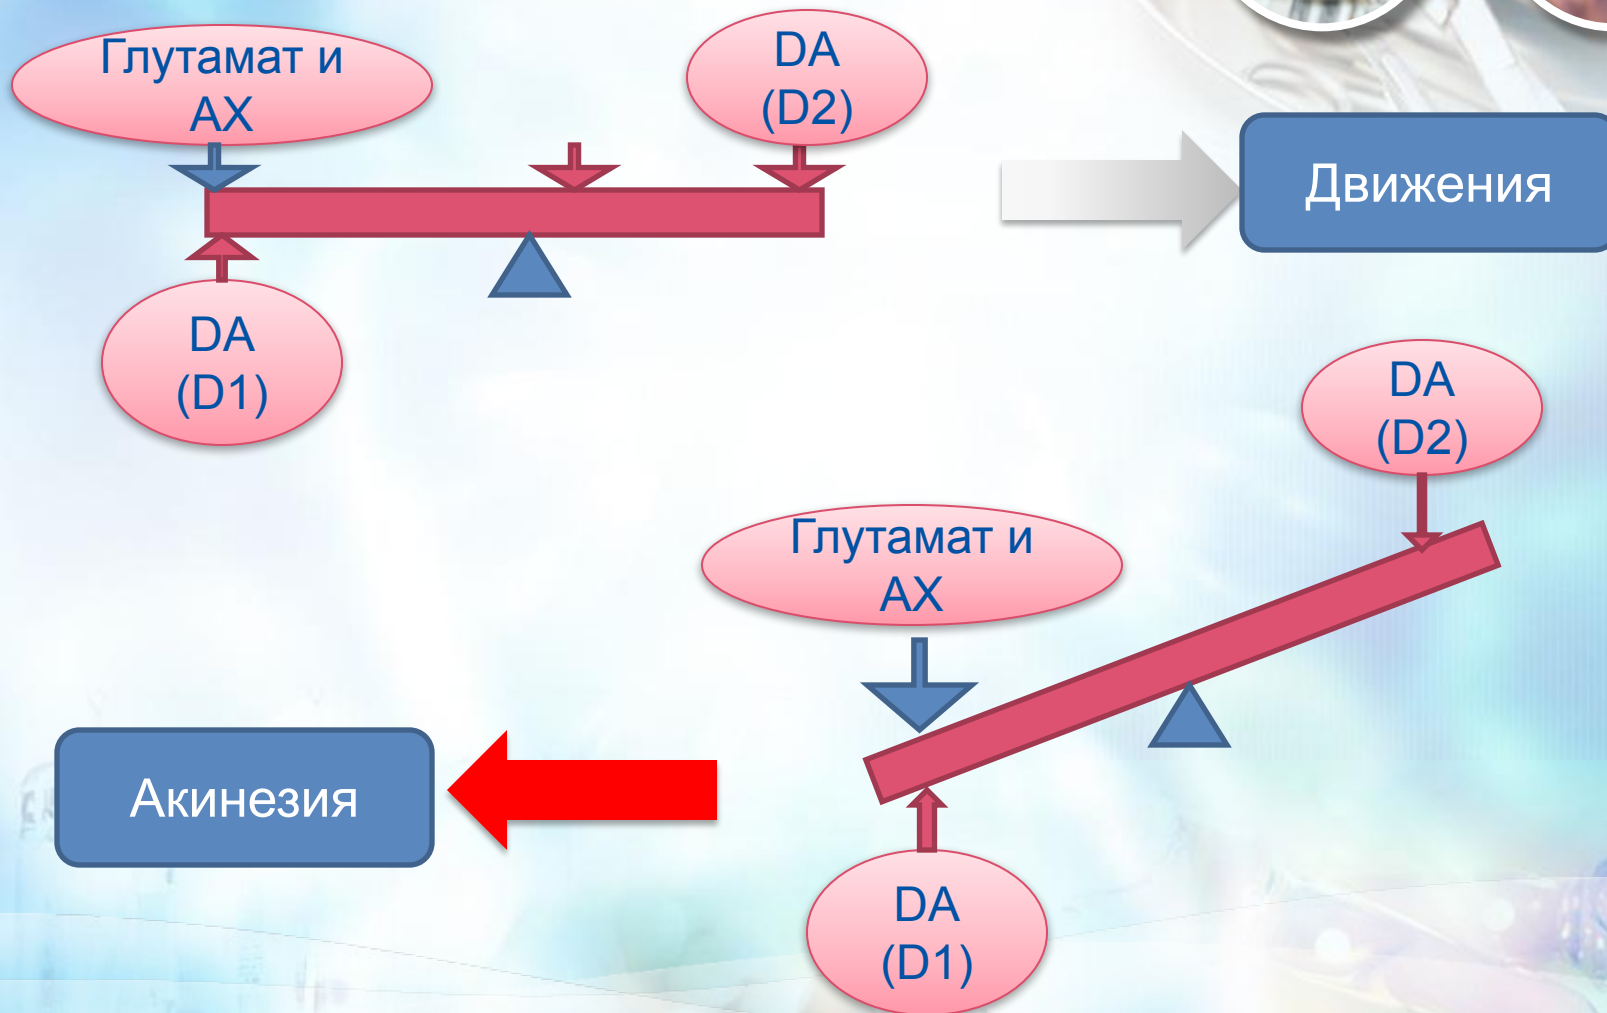 Глутамат и
АХ
DA
(D2)
Движения
DA
(D1)
DA
(D2)
Глутамат и
АХ
Акинезия
DA
(D1)